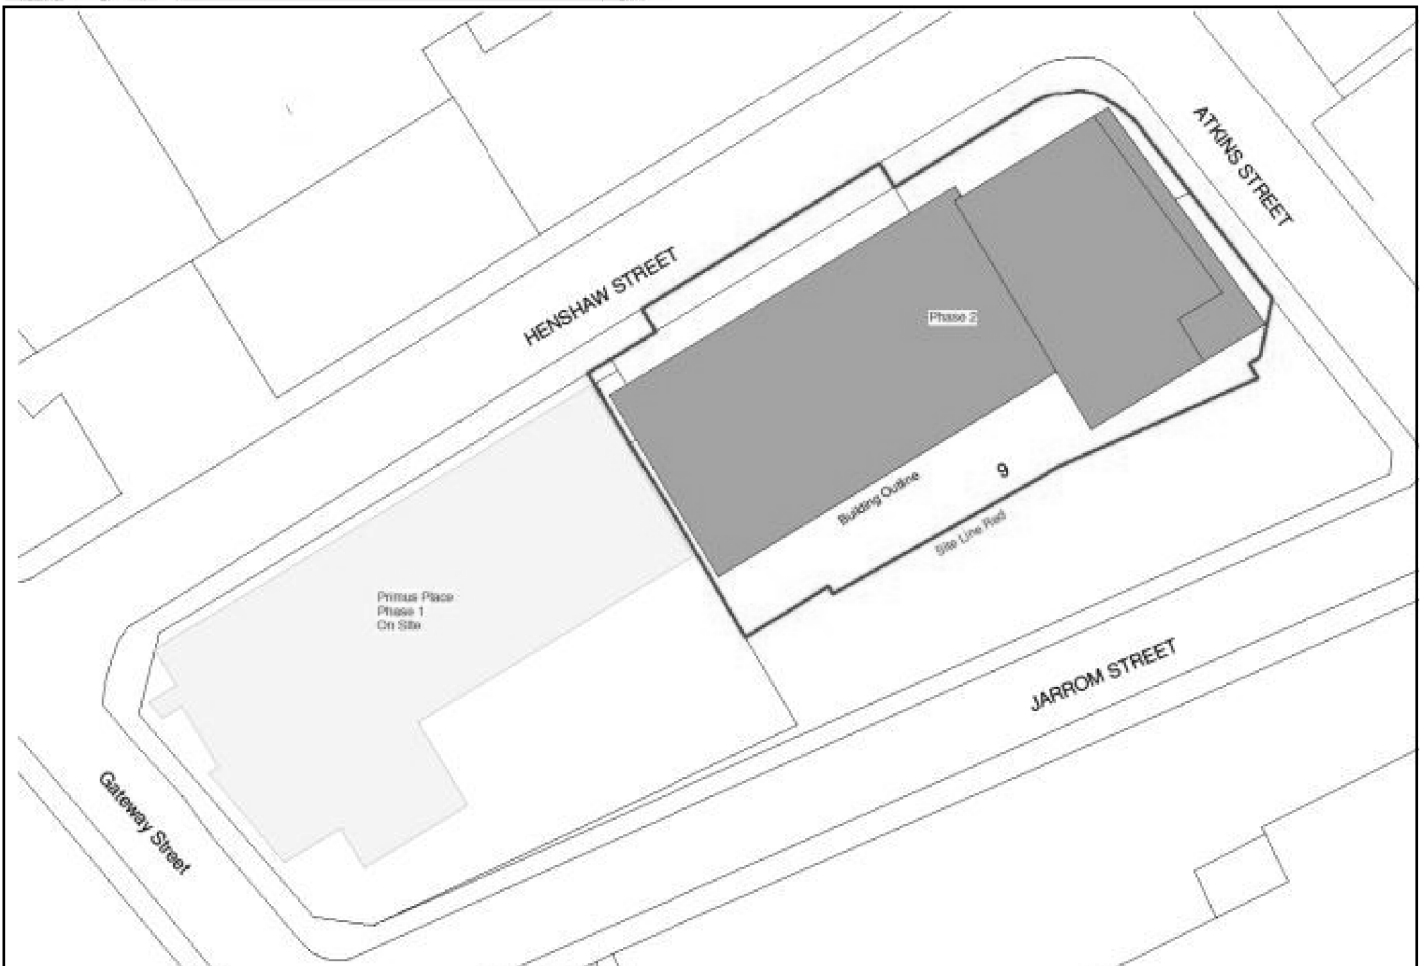 ATKINS STREET
HENSHAW STREET
Phase 2
9
Building Outline
Site Line Red
Primus Place
Phase 1
On Site
JARROM STREET
Gateway Street